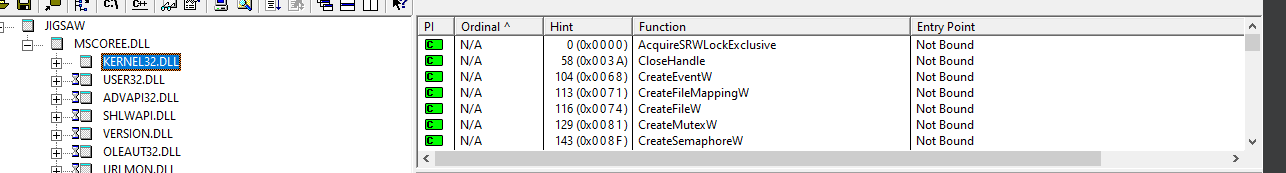 JIGSAW
MSCOREE.DLL
KERNEL32.DLL
USER32.DLL
ADVAPI32.DLL
SHLWAPI.DLL
VERSION.DLL
OLEAUT32.DLL
URLMON.DLL
PI Ordinal ^ Hint Function Entry Point
C N/A 0 (0x0000) AcquireSRWLockExclusive Not Bound
C N/A 58 (0x003A) CloseHandle Not Bound
C N/A 104 (0x0068) CreateEventW Not Bound
C N/A 113 (0x0071) CreateFileMappingW Not Bound
C N/A 116 (0x0074) CreateFileW Not Bound
C N/A 129 (0x0081) CreateMutexW Not Bound
C N/A 143 (0x008F) CreateSemaphoreW Not Bound